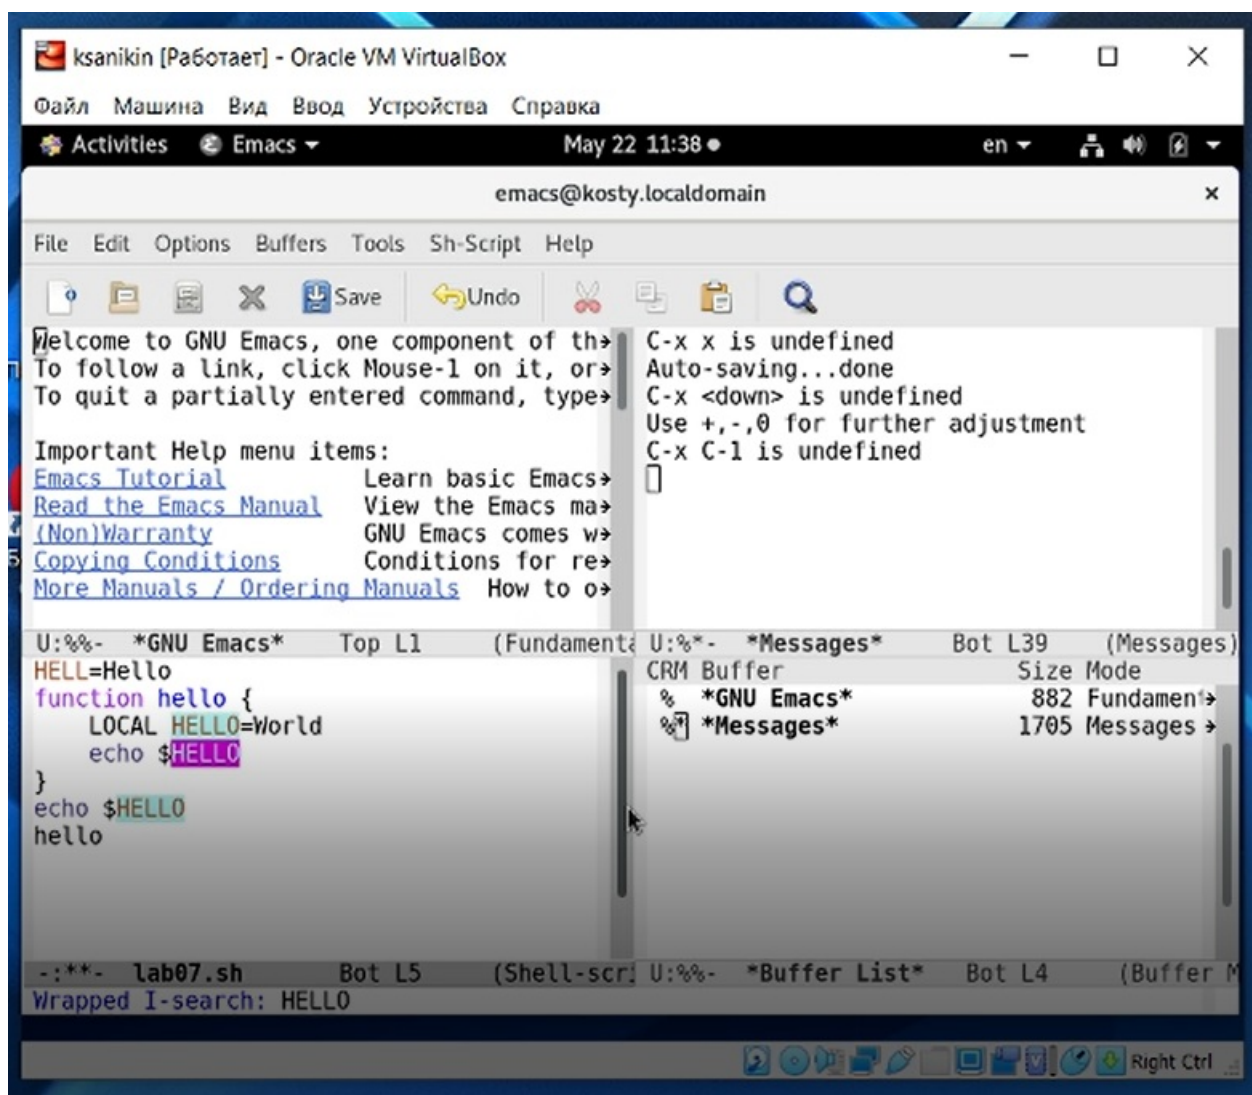 ksanikin [Работает] - Oracle VM VirtualBox
Файл Машина Вид Ввод Устройства Справка
Activities Emacs May 22 11:38 en
emacs@kosty.localdomain
File Edit Options Buffers Tools Sh-Script Help
Save Undo
Welcome to GNU Emacs, one component of th
To follow a link, click Mouse-1 on it, or
To quit a partially entered command, type
Important Help menu items:
Emacs Tutorial Learn basic Emacs
Read the Emacs Manual View the Emacs ma
(Non)Warranty GNU Emacs comes w
Copying Conditions Conditions for re
More Manuals / Ordering Manuals How to o
U:%%- *GNU Emacs* Top L1 (Fundamenta
C-x x is undefined
Auto-saving...done
C-x <down> is undefined
Use +,-,0 for further adjustment
C-x C-l is undefined
U:%*- *Messages* Bot L39 (Messages)
HELL=Hello
function hello {
LOCAL HELLO=World
echo $HELLO
}
echo $HELLO
hello
-:**- lab07.sh Bot L5 (Shell-scri
CRM Buffer Size Mode
% *GNU Emacs* 882 Fundament
%* *Messages* 1705 Messages
U:%%- *Buffer List* Bot L4 (Buffer M
Wrapped I-search: HELLO
Right Ctrl